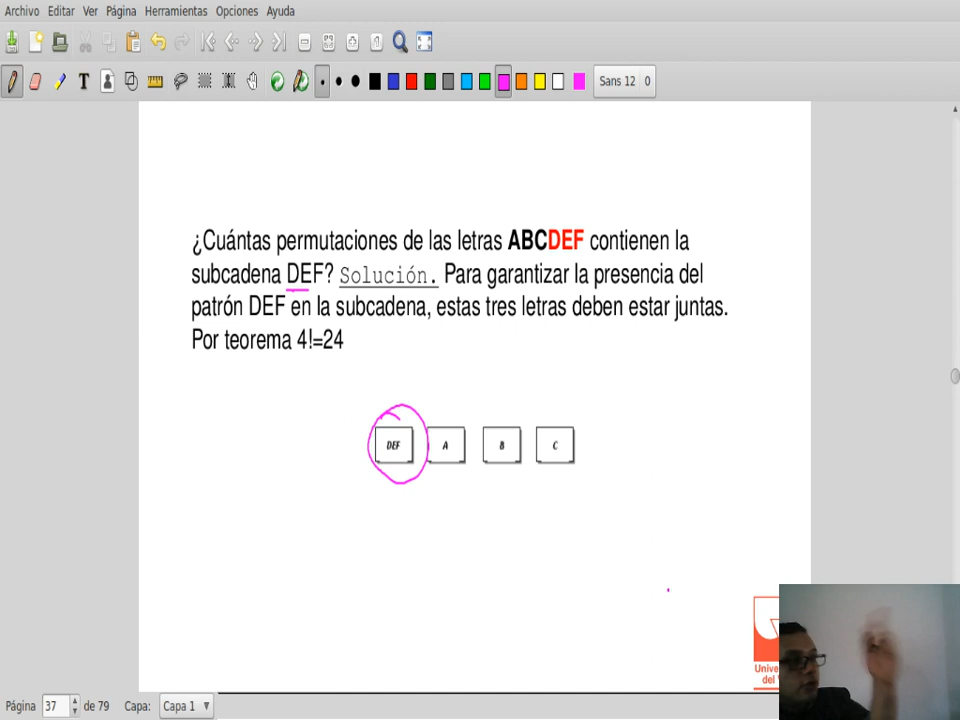 Archivo Editar Ver Página Herramientas Opciones Ayuda
T Sans 12 0
¿Cuántas permutaciones de las letras ABCDEF contienen la
subcadena DEF? Solución. Para garantizar la presencia del
patrón DEF en la subcadena, estas tres letras deben estar juntas.
Por teorema 4!=24
DEF A B C
Unive
del
Página 37 de 79 Capa: Capa 1